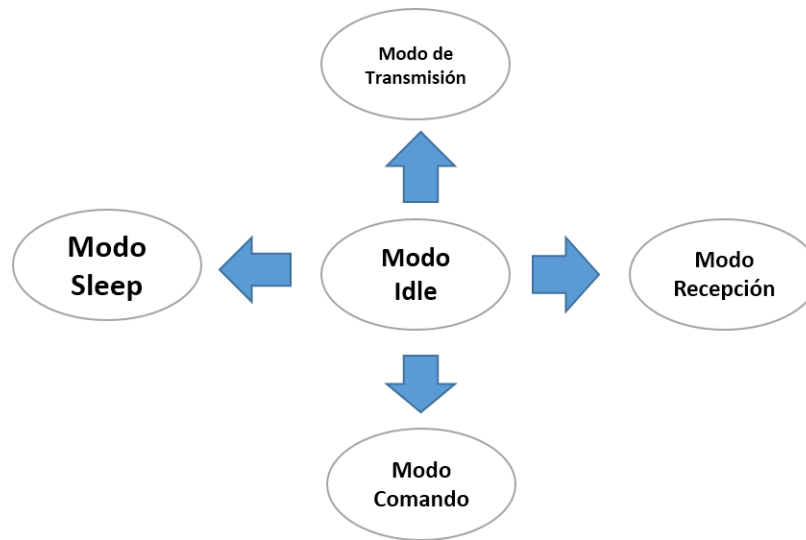 Modo de
Transmisión
Modo
Sleep
Modo
Idle
Modo
Recepción
Modo
Comando